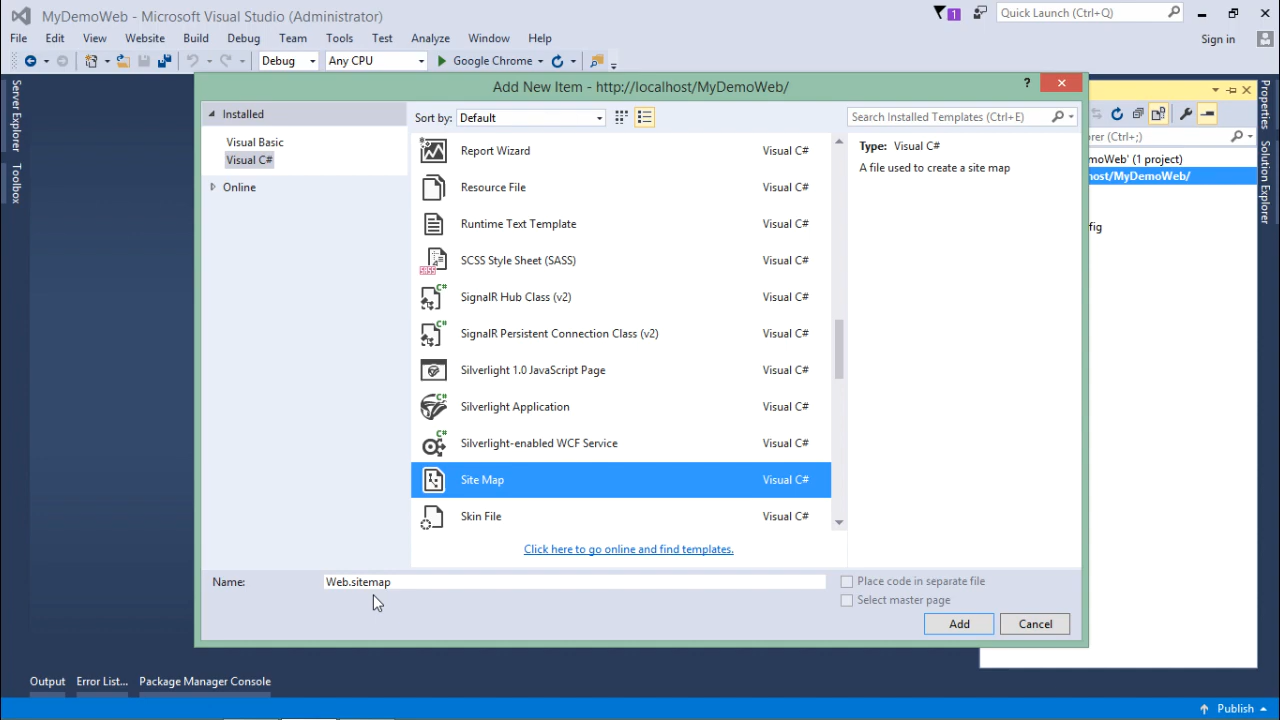 MyDemoWeb - Microsoft Visual Studio (Administrator)
1
Quick Launch (Ctrl+Q)
File Edit View Website Build Debug Team Tools Test Analyze Window Help
Sign in
Debug Any CPU Google Chrome
Server Explorer
Toolbox
Add New Item - http://localhost/MyDemoWeb/
?
Installed
Visual Basic
Visual C#
Online
Sort by: Default
Report Wizard Visual C#
Resource File Visual C#
Runtime Text Template Visual C#
SCSS Style Sheet (SASS) Visual C#
SignalR Hub Class (v2) Visual C#
SignalR Persistent Connection Class (v2) Visual C#
Silverlight 1.0 JavaScript Page Visual C#
Silverlight Application Visual C#
Silverlight-enabled WCF Service Visual C#
Site Map Visual C#
Skin File Visual C#
Click here to go online and find templates.
Search Installed Templates (Ctrl+E)
Type: Visual C#
A file used to create a site map
Name: Web.sitemap
Place code in separate file
Select master page
Add Cancel
rer (Ctrl+;)
moWeb' (1 project)
host/MyDemoWeb/
fig
Properties
Solution Explorer
Output Error List... Package Manager Console
Publish